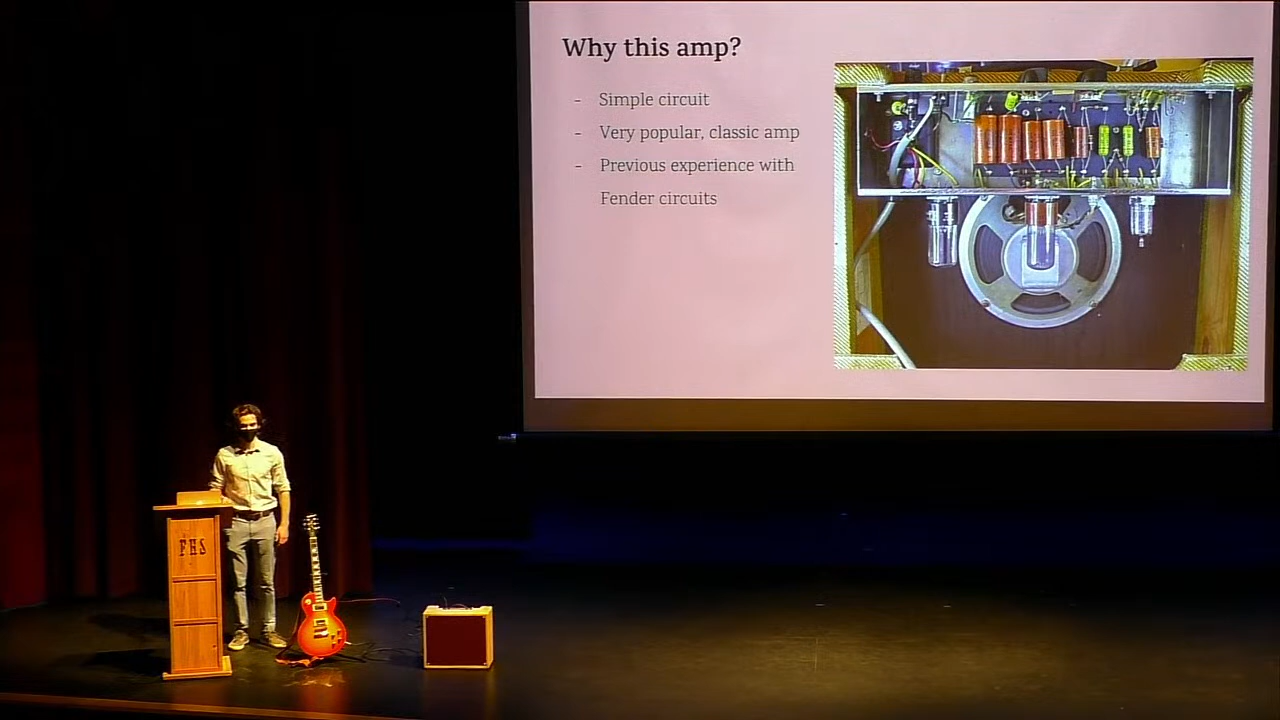 Why this amp?
- Simple circuit
- Very popular, classic amp
- Previous experience with
Fender circuits
FHS